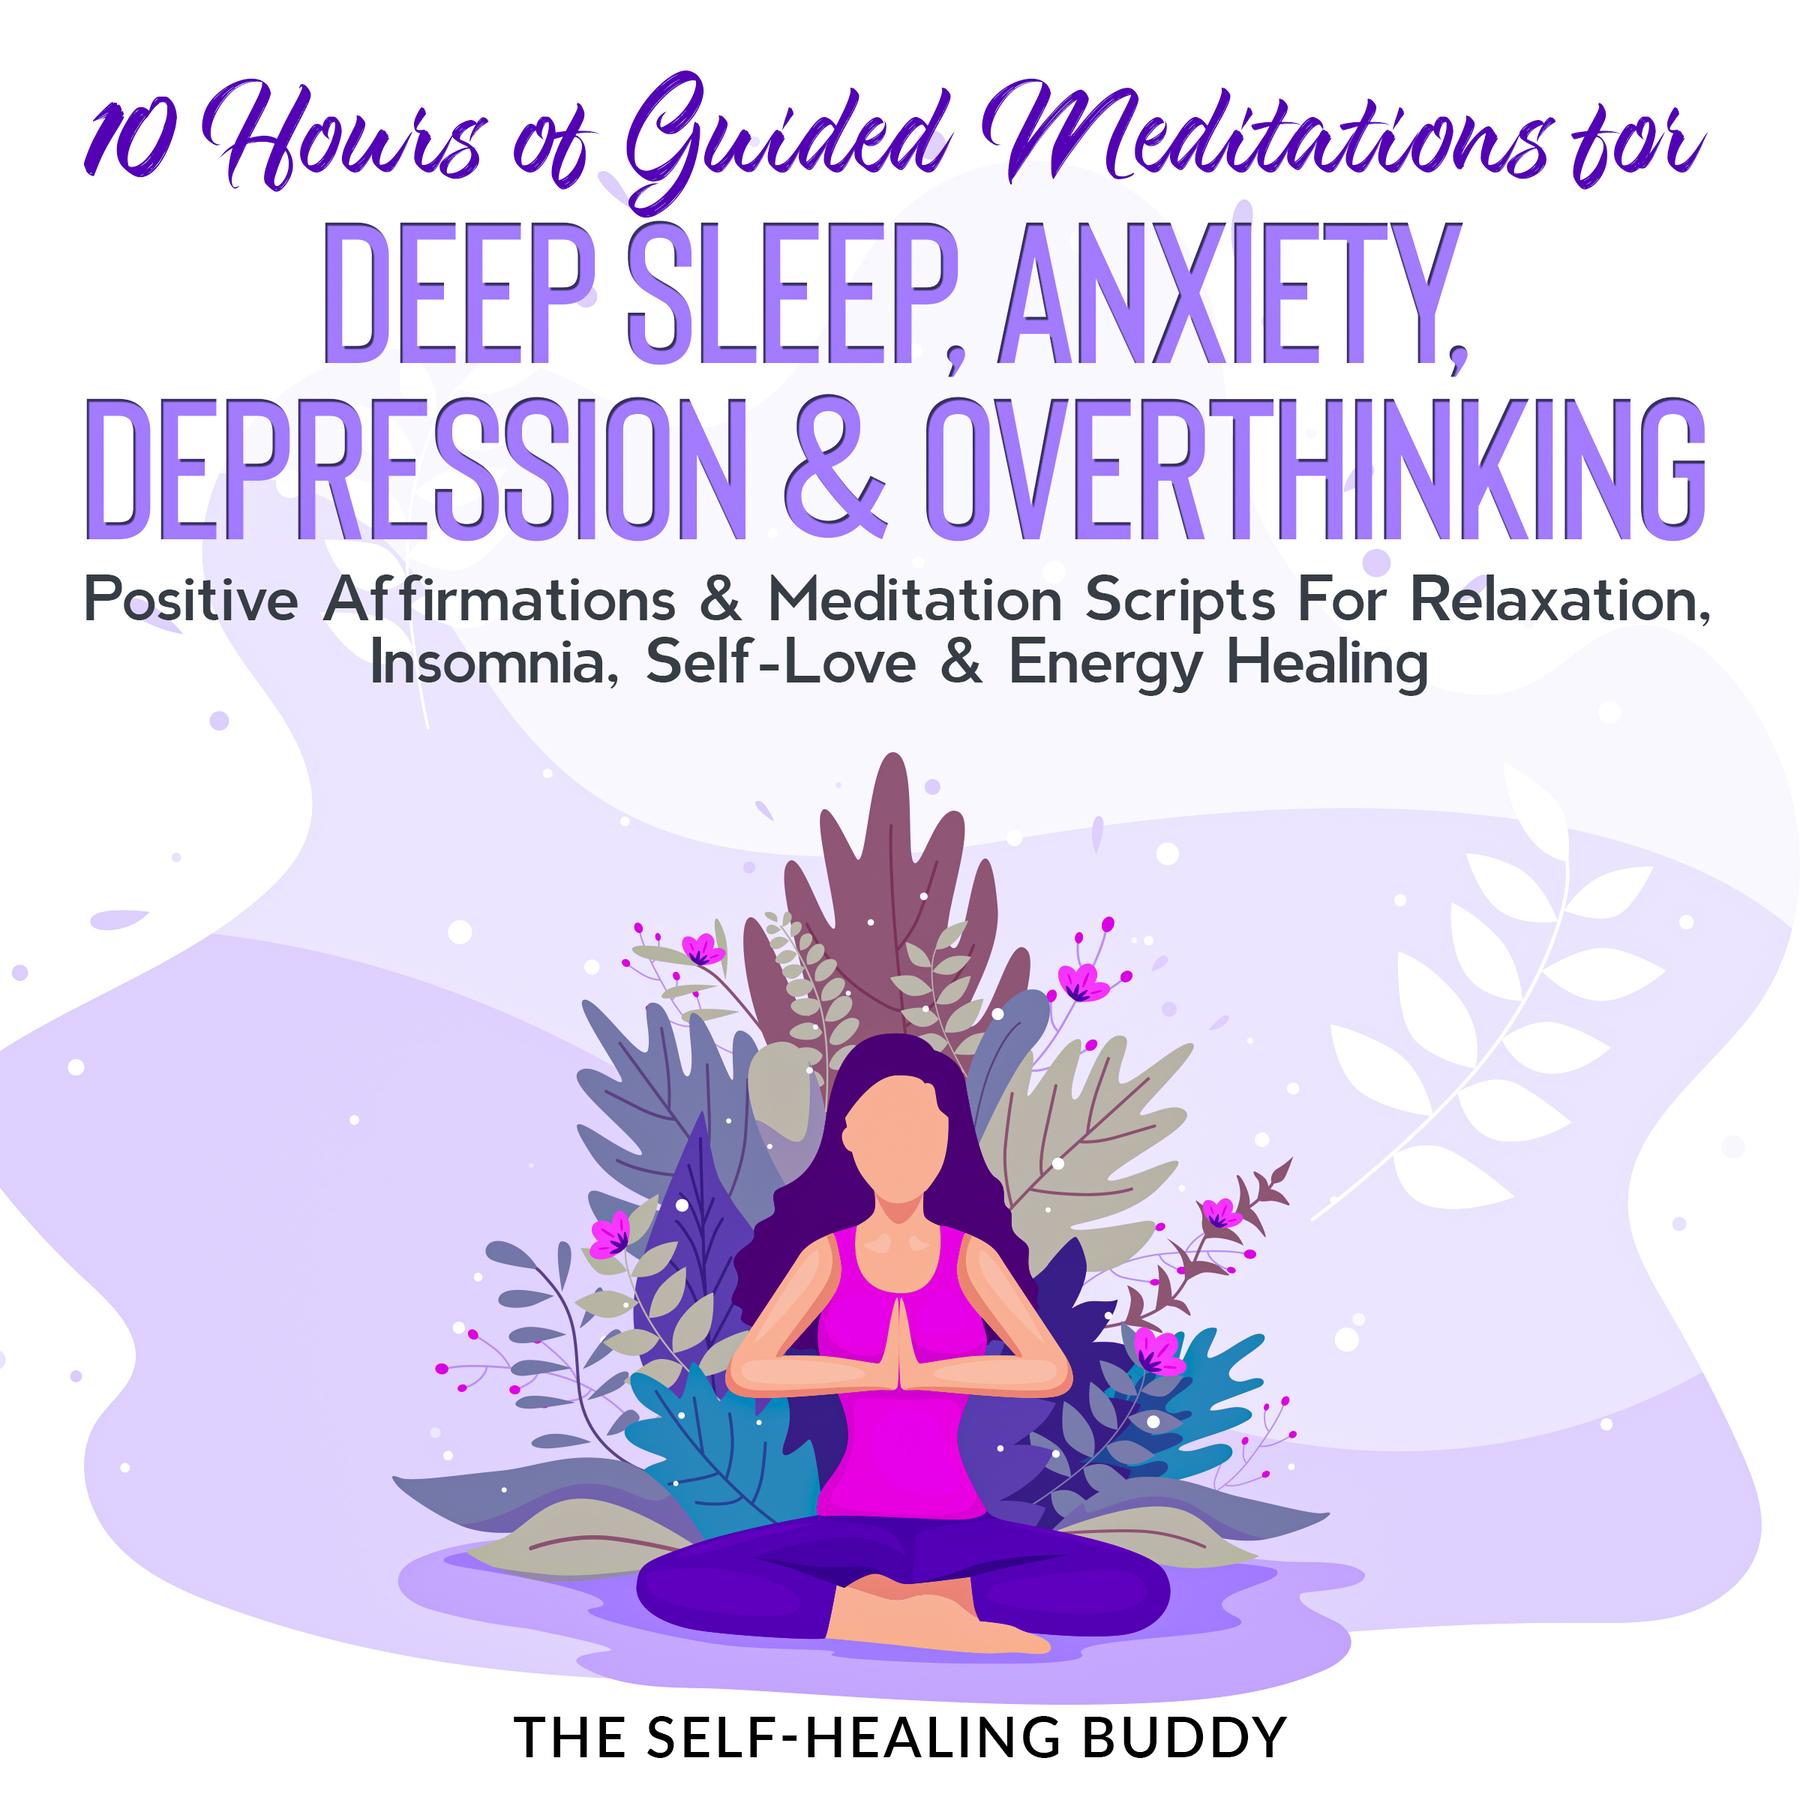 10 Hours of Guided Meditations for
DEEP SLEEP, ANXIETY,
DEPRESSION & OVERTHINKING
Positive Affirmations & Meditation Scripts For Relaxation,
Insomnia, Self-Love & Energy Healing
THE SELF-HEALING BUDDY